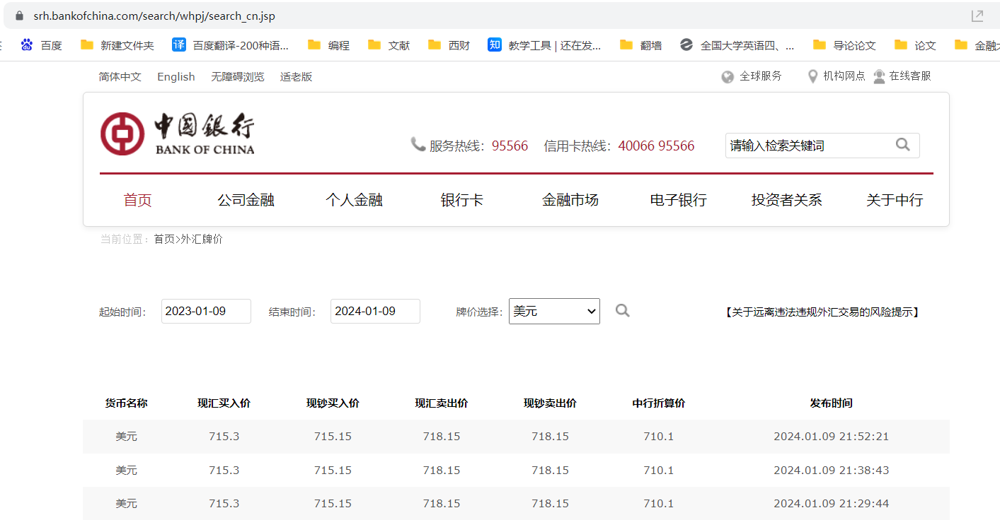 srh.bankofchina.com/search/whpj/search_cn.jsp
百度 新建文件夹 译 百度翻译-200种语... 编程 文献 西财 知 教学工具 | 还在发... 翻墙 全国大学英语四、... 导论论文 论文 金融
简体中文 English 无障碍浏览 适老版 全球服务 机构网点 在线客服
中国銀行
BANK OF CHINA
服务热线：95566 信用卡热线：40066 95566 请输入检索关键词
首页 公司金融 个人金融 银行卡 金融市场 电子银行 投资者关系 关于中行
当前位置：首页>外汇牌价
起始时间： 2023-01-09 结束时间： 2024-01-09 牌价选择： 美元 【关于远离违法违规外汇交易的风险提示】
货币名称 现汇买入价 现钞买入价 现汇卖出价 现钞卖出价 中行折算价 发布时间
美元 715.3 715.15 718.15 718.15 710.1 2024.01.09 21:52:21
美元 715.3 715.15 718.15 718.15 710.1 2024.01.09 21:38:43
美元 715.3 715.15 718.15 718.15 710.1 2024.01.09 21:29:44